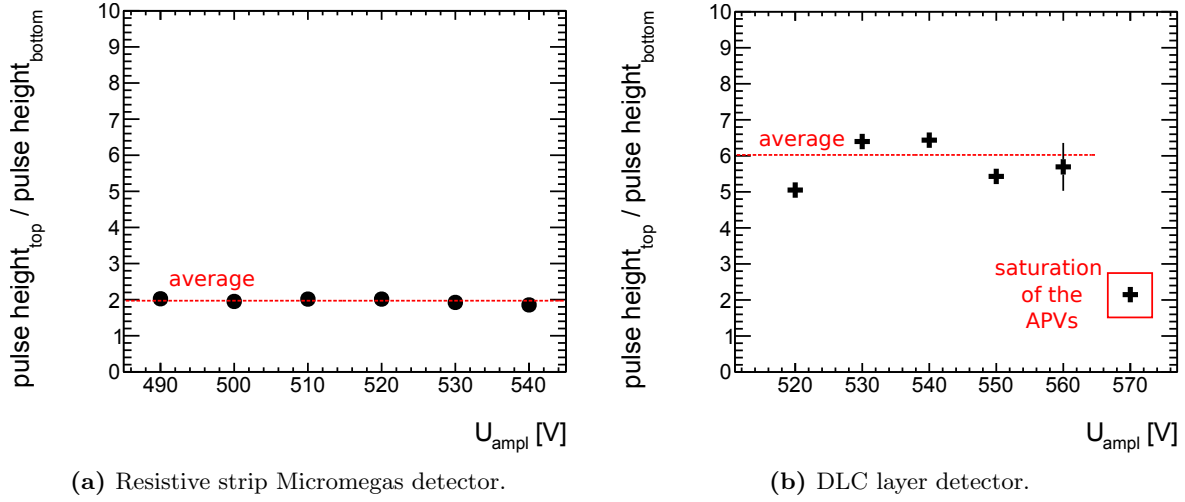 pulse height_top / pulse height_bottom
10
9
8
7
6
5
4
3
2
1
0
average
490 500 510 520 530 540
U_ampl [V]
(a) Resistive strip Micromegas detector.
pulse height_top / pulse height_bottom
10
9
8
7
6
5
4
3
2
1
0
average
saturation
of the
APVs
520 530 540 550 560 570
U_ampl [V]
(b) DLC layer detector.